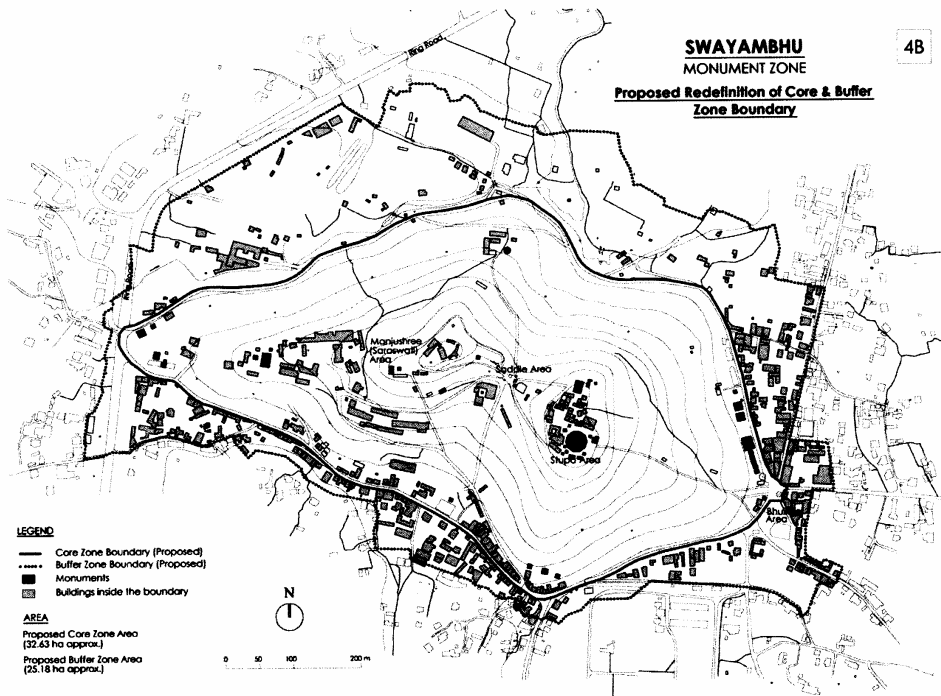 SWAYAMBHU
MONUMENT ZONE
Proposed Redefinition of Core & Buffer
Zone Boundary
4B
Ring Road
Manjushree
(Saraswati)
Area
Saddle Area
Stupa Area
Area
LEGEND
Core Zone Boundary (Proposed)
Buffer Zone Boundary (Proposed)
Monuments
Buildings inside the boundary
AREA
Proposed Core Zone Area
(32.63 ha approx.)
Proposed Buffer Zone Area
(25.18 ha approx.)
N
0 50 100 200 m